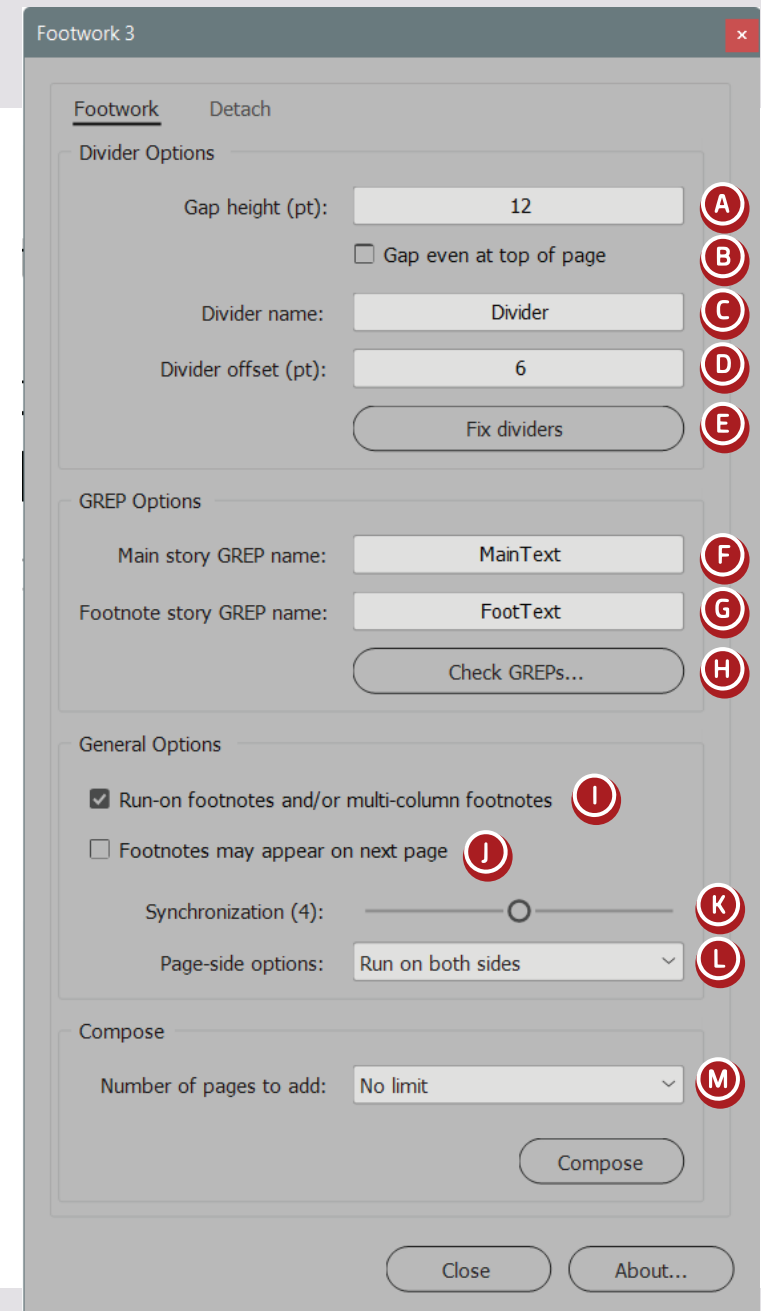 Footwork 3
Footwork Detach
Divider Options
Gap height (pt): 12 A
Gap even at top of page B
Divider name: Divider C
Divider offset (pt): 6 D
Fix dividers E
GREP Options
Main story GREP name: MainText F
Footnote story GREP name: FootText G
Check GREPs... H
General Options
Run-on footnotes and/or multi-column footnotes I
Footnotes may appear on next page J
Synchronization (4): K
Page-side options: Run on both sides L
Compose
Number of pages to add: No limit M
Compose
Close About...